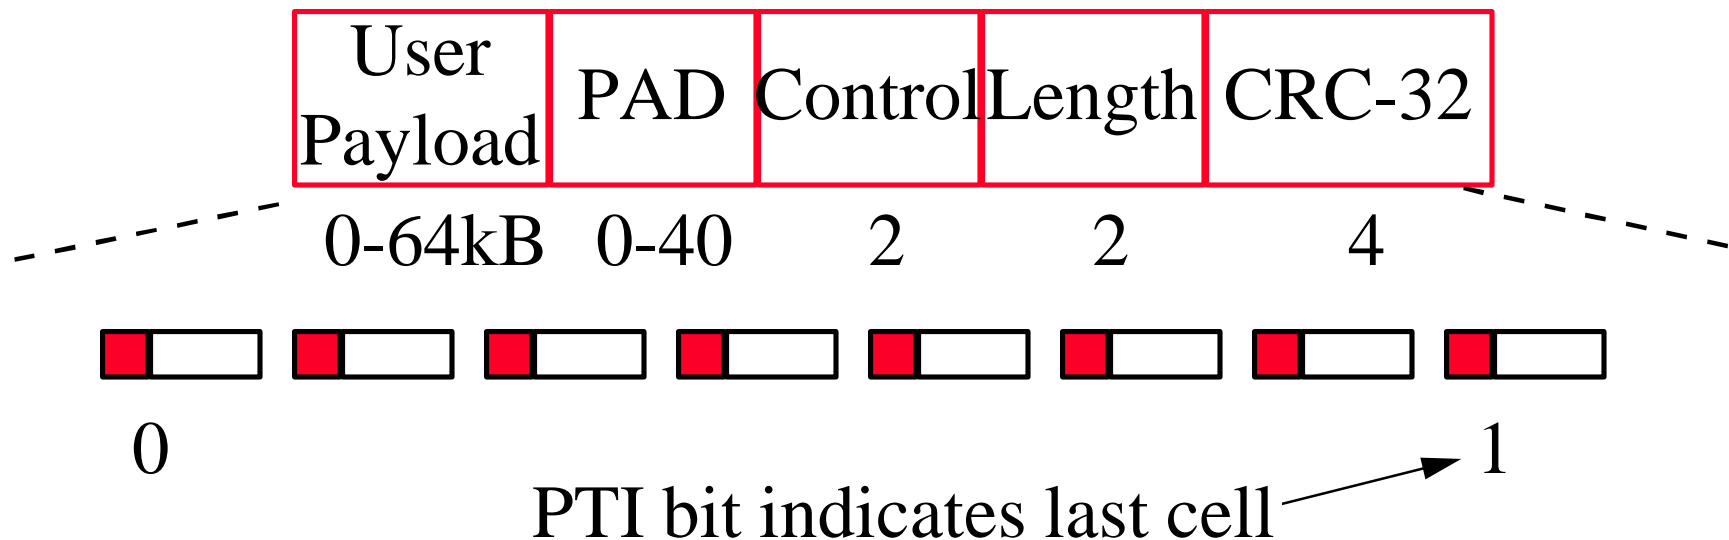 User
Payload
PAD
Control
Length
CRC-32
0-64kB
0-40
2
2
4
0
1
PTI bit indicates last cell